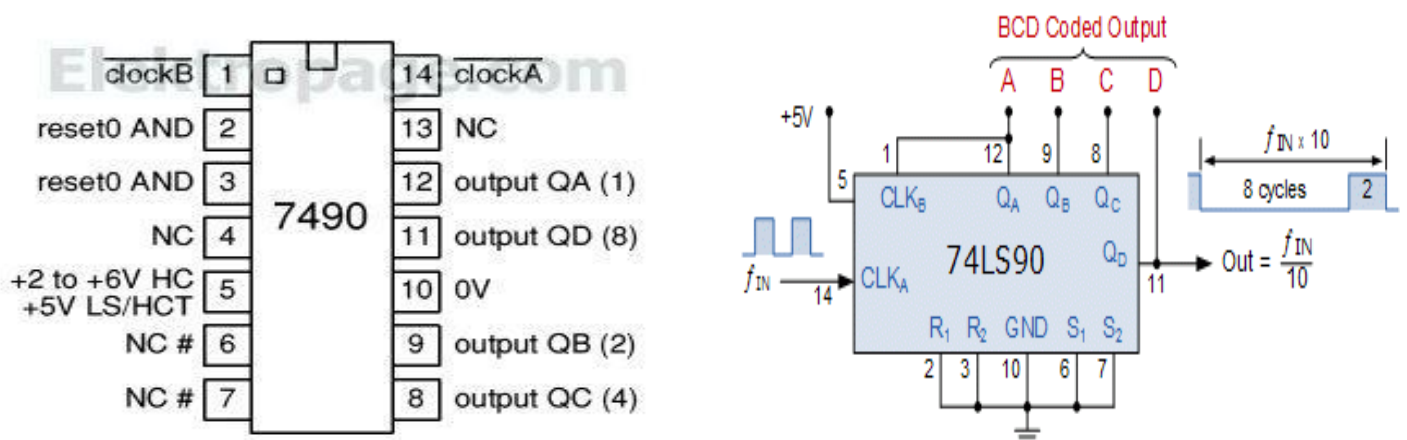 Elektropage.com
clockB 1 14 clockA
reset0 AND 2 13 NC
reset0 AND 3 12 output QA (1)
7490
NC 4 11 output QD (8)
+2 to +6V HC
+5V LS/HCT 5 10 0V
NC # 6 9 output QB (2)
NC # 7 8 output QC (4)
BCD Coded Output
A B C D
+5V
1 12 9 8
5
CLKB QA QB QC
74LS90
QD
fIN
14
CLKA
11
Out = fIN
10
R1 R2 GND S1 S2
2 3 10 6 7
fIN x 10
8 cycles 2